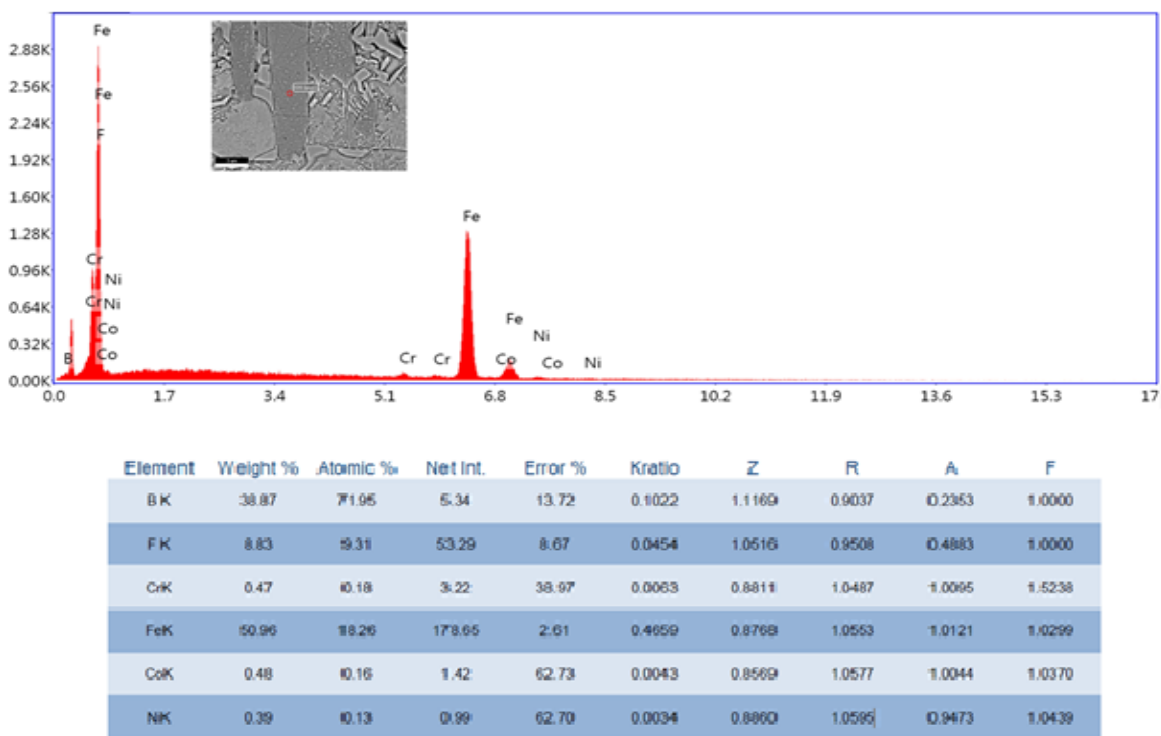 Fe
2.88K
2.56K Fe
2.24K F
1.92K
1.60K
1.28K Fe
0.96K Cr Ni
0.64K Cr Ni
Co Fe Ni
0.32K B Co Cr Cr Co Co Ni
0.00K
0.0 1.7 3.4 5.1 6.8 8.5 10.2 11.9 13.6 15.3 17
Element Weight % Atomic % Net Int. Error % Kratio Z R A F
B K 38.87 71.95 5.34 13.72 0.1022 1.1169 0.9037 0.2353 1.0000
F K 8.83 9.31 53.29 8.67 0.0454 1.0516 0.9508 0.4883 1.0000
CrK 0.47 0.18 3.22 38.97 0.0063 0.8811 1.0487 1.0095 1.5238
FeK 50.96 18.26 178.65 2.61 0.4659 0.8768 1.0553 1.0121 1.0299
CoK 0.48 0.16 1.42 62.73 0.0043 0.8569 1.0577 1.0044 1.0370
NiK 0.39 0.13 0.99 62.70 0.0034 0.8860 1.0595 0.9473 1.0439